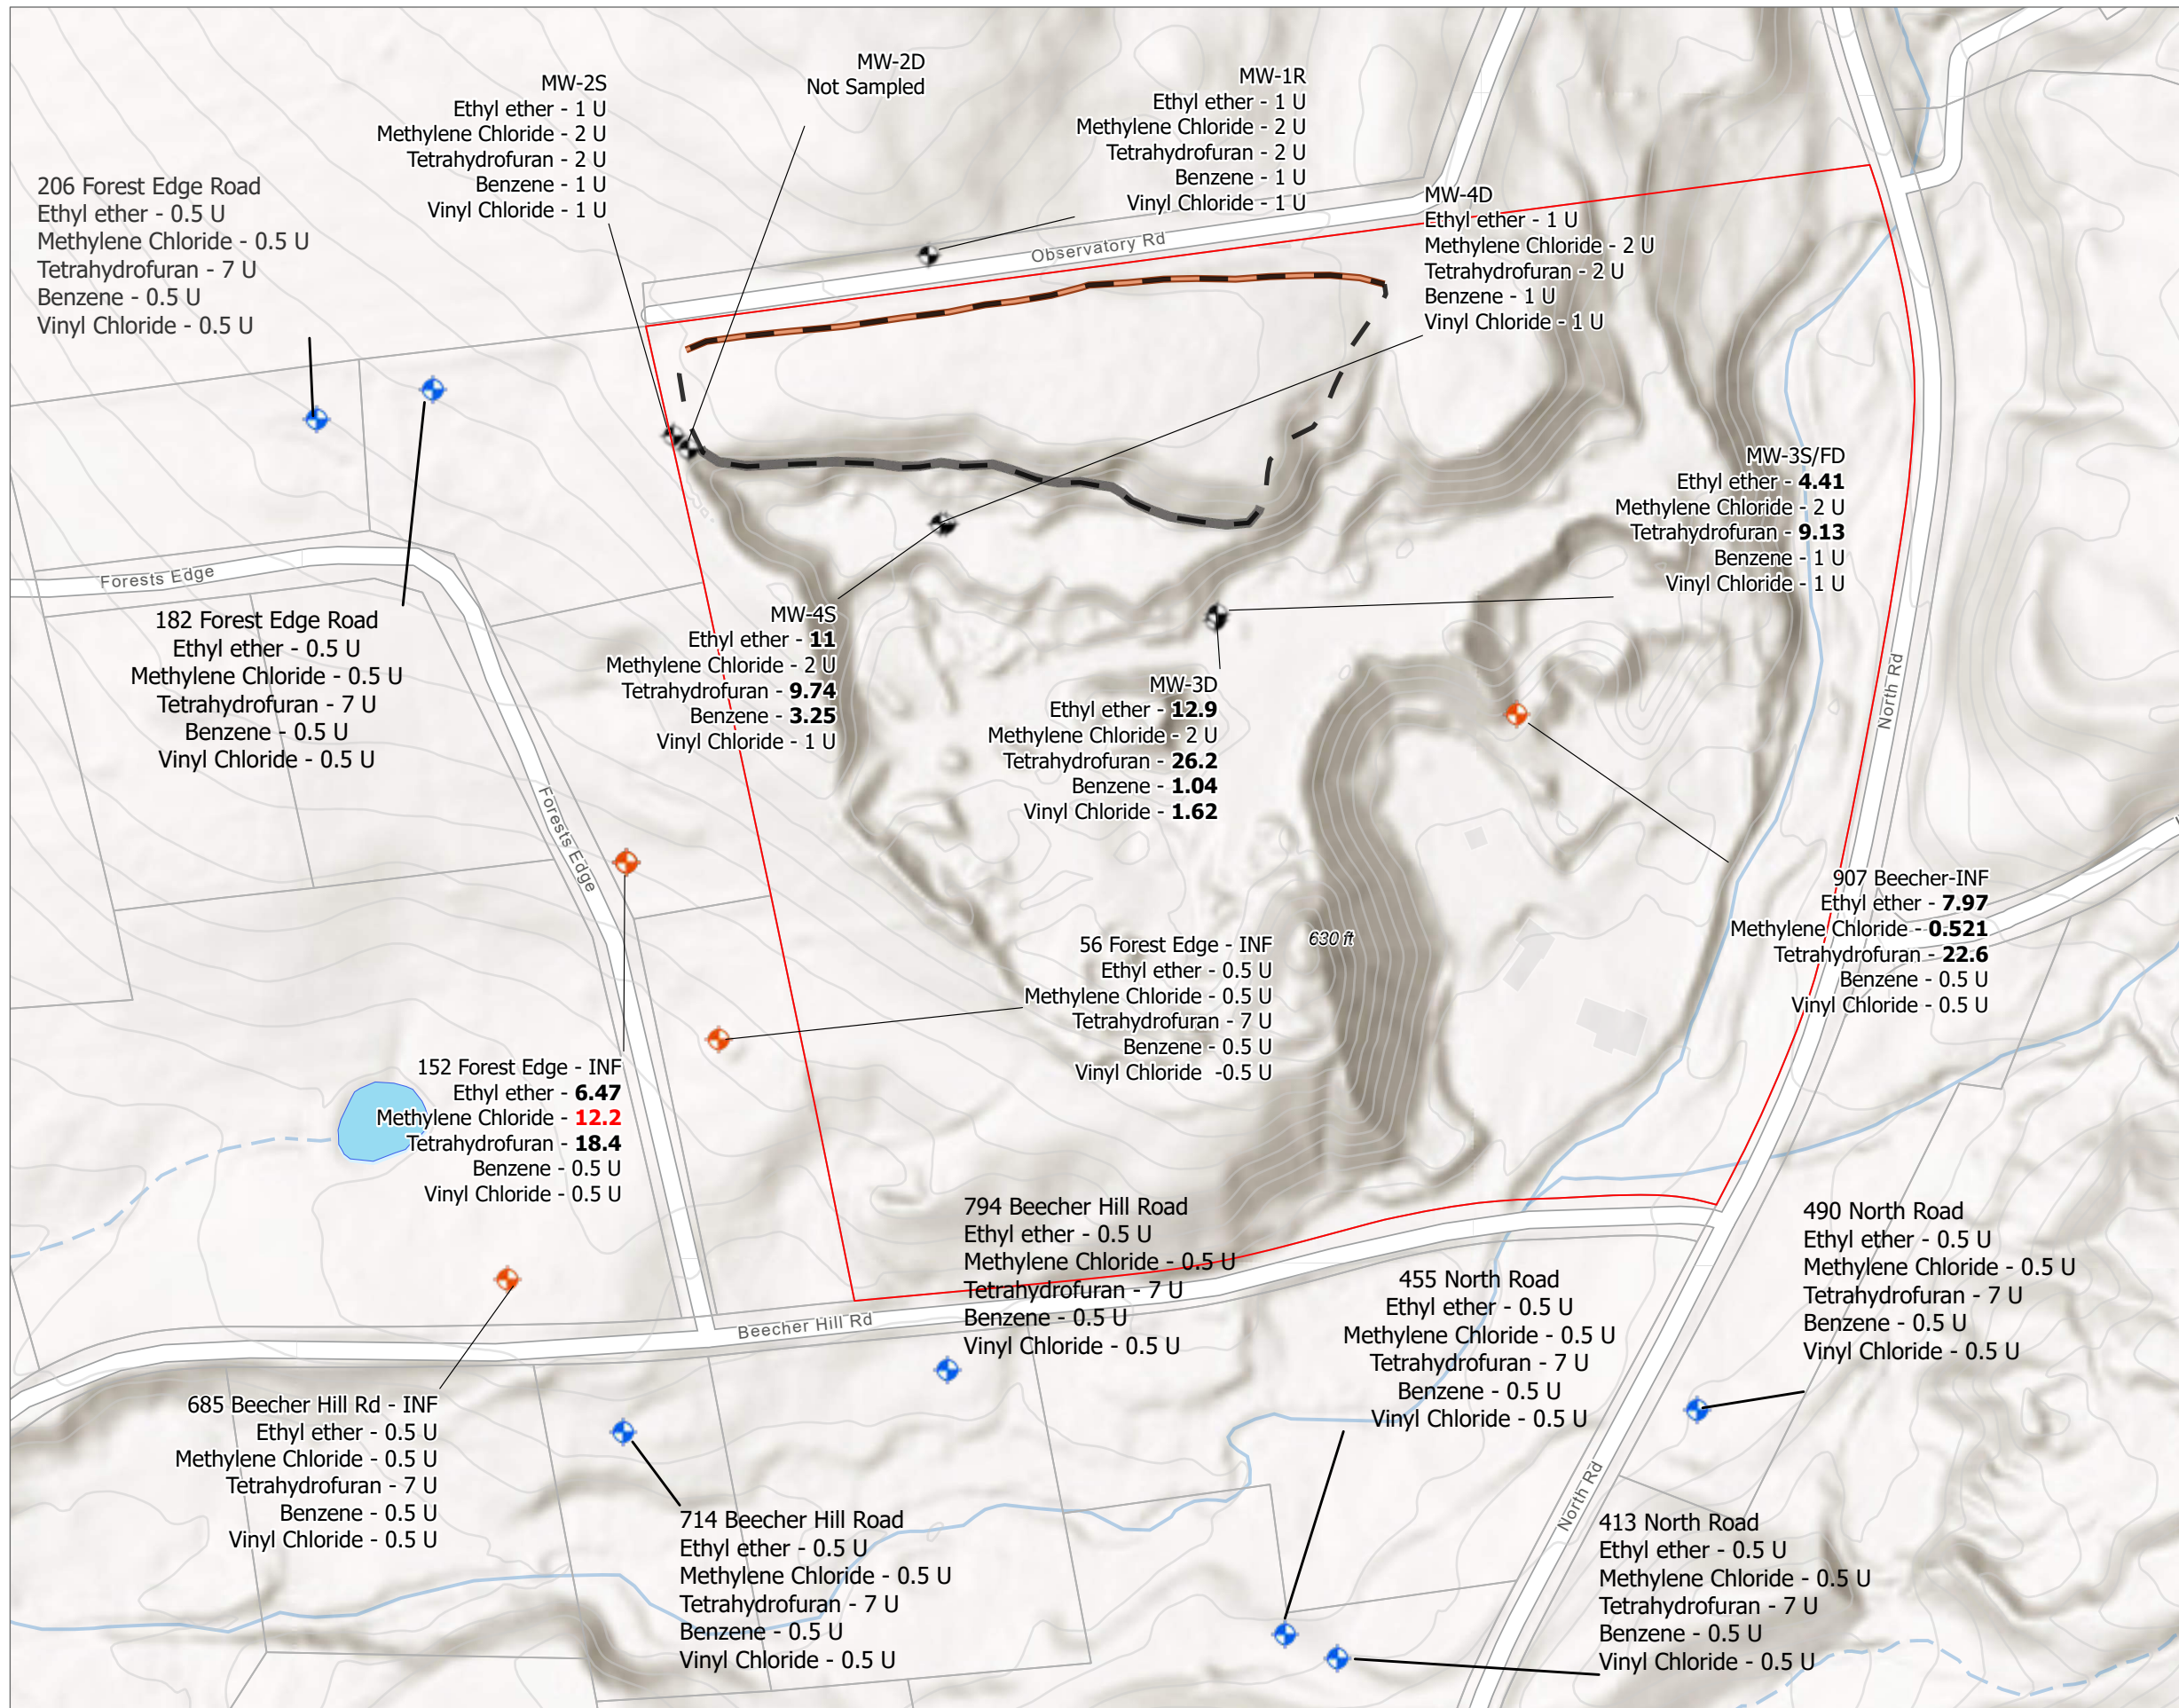 MW-2S
Ethyl ether - 1 U
Methylene Chloride - 2 U
Tetrahydrofuran - 2 U
Benzene - 1 U
Vinyl Chloride - 1 U
MW-2D
Not Sampled
MW-1R
Ethyl ether - 1 U
Methylene Chloride - 2 U
Tetrahydrofuran - 2 U
Benzene - 1 U
Vinyl Chloride - 1 U
206 Forest Edge Road
Ethyl ether - 0.5 U
Methylene Chloride - 0.5 U
Tetrahydrofuran - 7 U
Benzene - 0.5 U
Vinyl Chloride - 0.5 U
MW-4D
Ethyl ether - 1 U
Methylene Chloride - 2 U
Tetrahydrofuran - 2 U
Benzene - 1 U
Vinyl Chloride - 1 U
Observatory Rd
MW-3S/FD
Ethyl ether - 4.41
Methylene Chloride - 2 U
Tetrahydrofuran - 9.13
Benzene - 1 U
Vinyl Chloride - 1 U
Forests Edge
182 Forest Edge Road
Ethyl ether - 0.5 U
Methylene Chloride - 0.5 U
Tetrahydrofuran - 7 U
Benzene - 0.5 U
Vinyl Chloride - 0.5 U
MW-4S
Ethyl ether - 11
Methylene Chloride - 2 U
Tetrahydrofuran - 9.74
Benzene - 3.25
Vinyl Chloride - 1 U
MW-3D
Ethyl ether - 12.9
Methylene Chloride - 2 U
Tetrahydrofuran - 26.2
Benzene - 1.04
Vinyl Chloride - 1.62
North Rd
Forests Edge
907 Beecher-INF
Ethyl ether - 7.97
Methylene Chloride - 0.521
Tetrahydrofuran - 22.6
Benzene - 0.5 U
Vinyl Chloride - 0.5 U
56 Forest Edge - INF
Ethyl ether - 0.5 U
Methylene Chloride - 0.5 U
Tetrahydrofuran - 7 U
Benzene - 0.5 U
Vinyl Chloride -0.5 U
630 ft
152 Forest Edge - INF
Ethyl ether - 6.47
Methylene Chloride - 12.2
Tetrahydrofuran - 18.4
Benzene - 0.5 U
Vinyl Chloride - 0.5 U
794 Beecher Hill Road
Ethyl ether - 0.5 U
Methylene Chloride - 0.5 U
Tetrahydrofuran - 7 U
Benzene - 0.5 U
Vinyl Chloride - 0.5 U
490 North Road
Ethyl ether - 0.5 U
Methylene Chloride - 0.5 U
Tetrahydrofuran - 7 U
Benzene - 0.5 U
Vinyl Chloride - 0.5 U
455 North Road
Ethyl ether - 0.5 U
Methylene Chloride - 0.5 U
Tetrahydrofuran - 7 U
Benzene - 0.5 U
Vinyl Chloride - 0.5 U
Beecher Hill Rd
685 Beecher Hill Rd - INF
Ethyl ether - 0.5 U
Methylene Chloride - 0.5 U
Tetrahydrofuran - 7 U
Benzene - 0.5 U
Vinyl Chloride - 0.5 U
North Rd
714 Beecher Hill Road
Ethyl ether - 0.5 U
Methylene Chloride - 0.5 U
Tetrahydrofuran - 7 U
Benzene - 0.5 U
Vinyl Chloride - 0.5 U
413 North Road
Ethyl ether - 0.5 U
Methylene Chloride - 0.5 U
Tetrahydrofuran - 7 U
Benzene - 0.5 U
Vinyl Chloride - 0.5 U